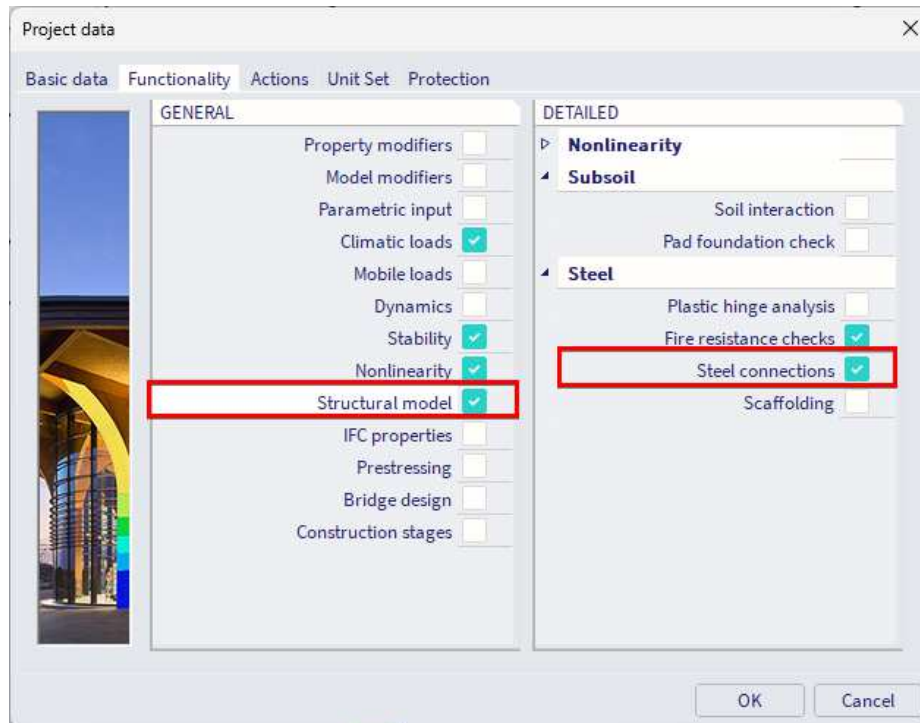 Project data
Basic data Functionality Actions Unit Set Protection
GENERAL
Property modifiers
Model modifiers
Parametric input
Climatic loads
Mobile loads
Dynamics
Stability
Nonlinearity
Structural model
IFC properties
Prestressing
Bridge design
Construction stages
DETAILED
Nonlinearity
Subsoil
Soil interaction
Pad foundation check
Steel
Plastic hinge analysis
Fire resistance checks
Steel connections
Scaffolding
OK Cancel